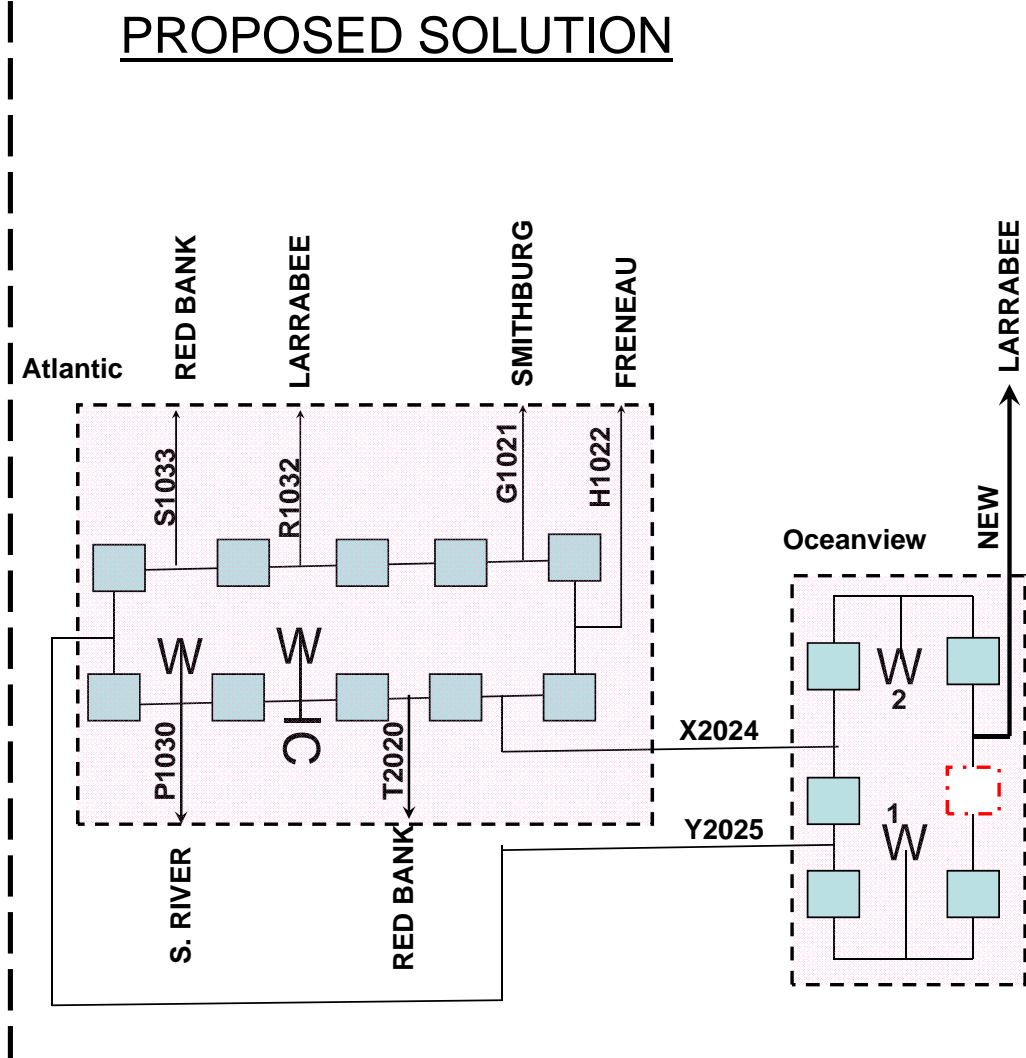 PROPOSED SOLUTION
RED BANK
LARRABEE
SMITHBURG
FRENEAU
LARRABEE
Atlantic
S1033
R1032
G1021
H1022
NEW
Oceanview
W
W
W
2
C
P1030
T2020
X2024
Y2025
1
W
S. RIVER
RED BANK